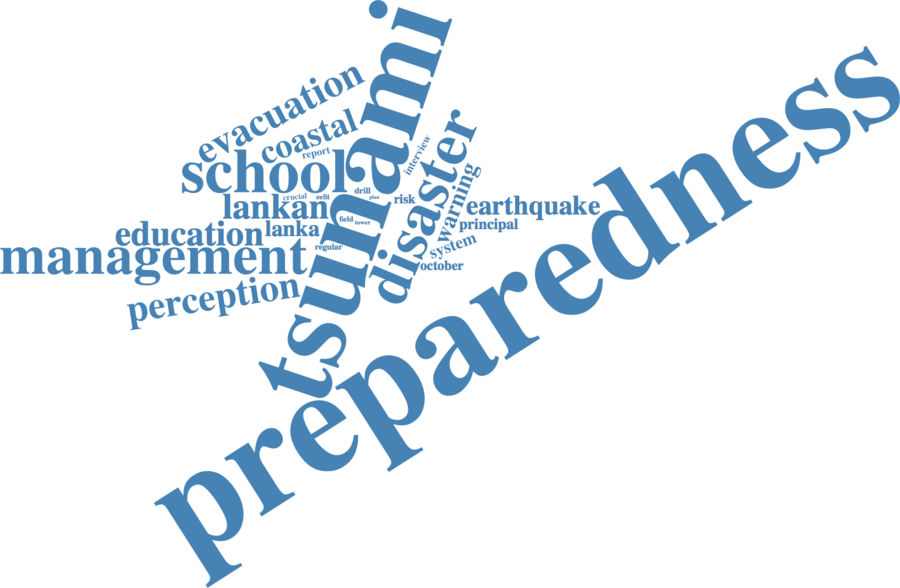 tsunami
evacuation
coastal
report
school
interview
disaster
crucial
eefit
drill
plan
risk
lankan
warning
earthquake
field
tower
principal
education
lanka
management
regular
system
october
perception
preparedness